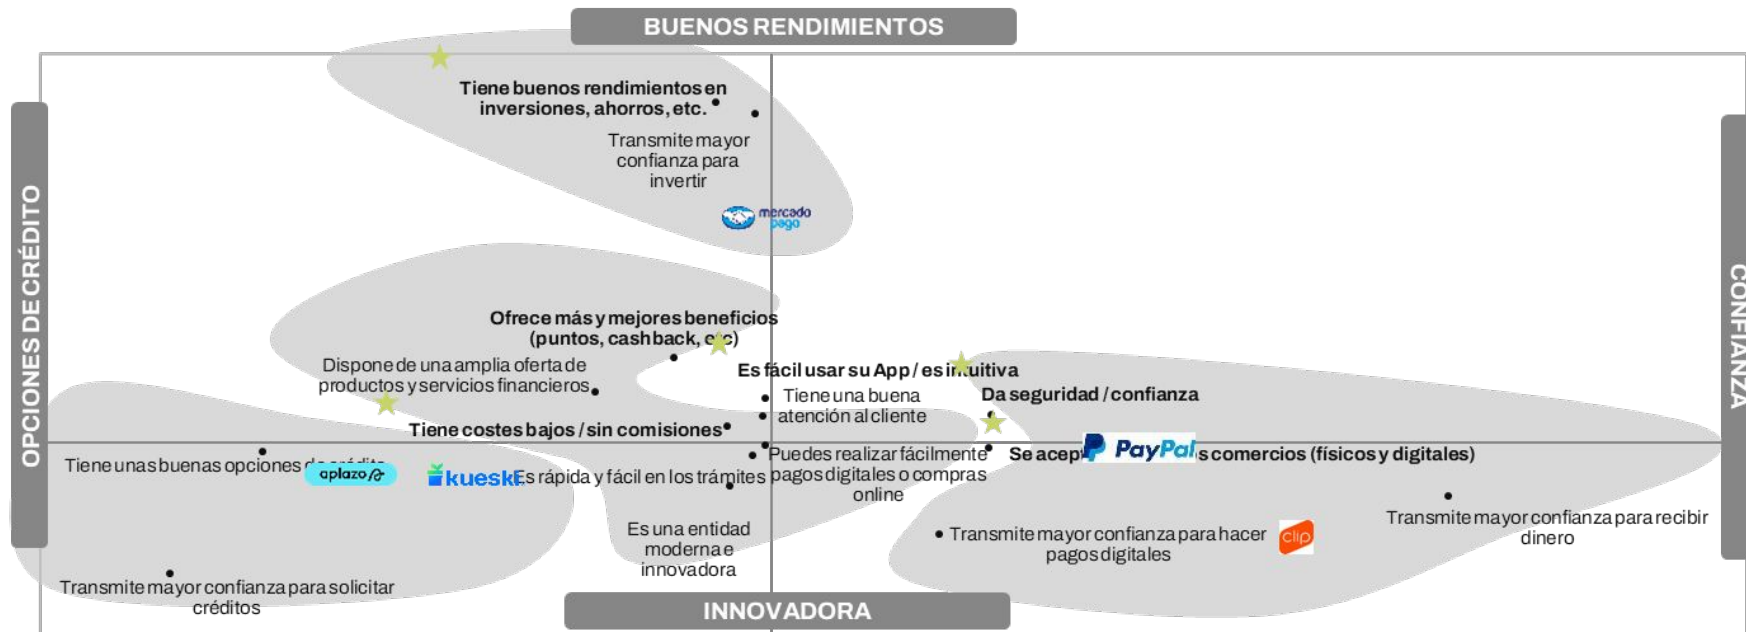 BUENOS RENDIMIENTOS
Tiene buenos rendimientos en
inversiones, ahorros, etc.
Transmite mayor
confianza para
invertir
mercado
pago
OPCIONES DE CRÉDITO
CONFIANZA
Ofrece más y mejores beneficios
(puntos, cashback, etc)
Dispone de una amplia oferta de
productos y servicios financieros
Es fácil usar su App / es intuitiva
Tiene una buena
atención al cliente
Da seguridad / confianza
Tiene costes bajos / sin comisiones
Tiene unas buenas opciones de crédito
aplazo
kueski
Es rápida y fácil en los trámites
Puedes realizar fácilmente
pagos digitales o compras
online
Se acep
PayPal
s comercios (físicos y digitales)
Es una entidad
moderna e
innovadora
Transmite mayor confianza para hacer
pagos digitales
clip
Transmite mayor confianza para recibir
dinero
Transmite mayor confianza para solicitar
créditos
INNOVADORA